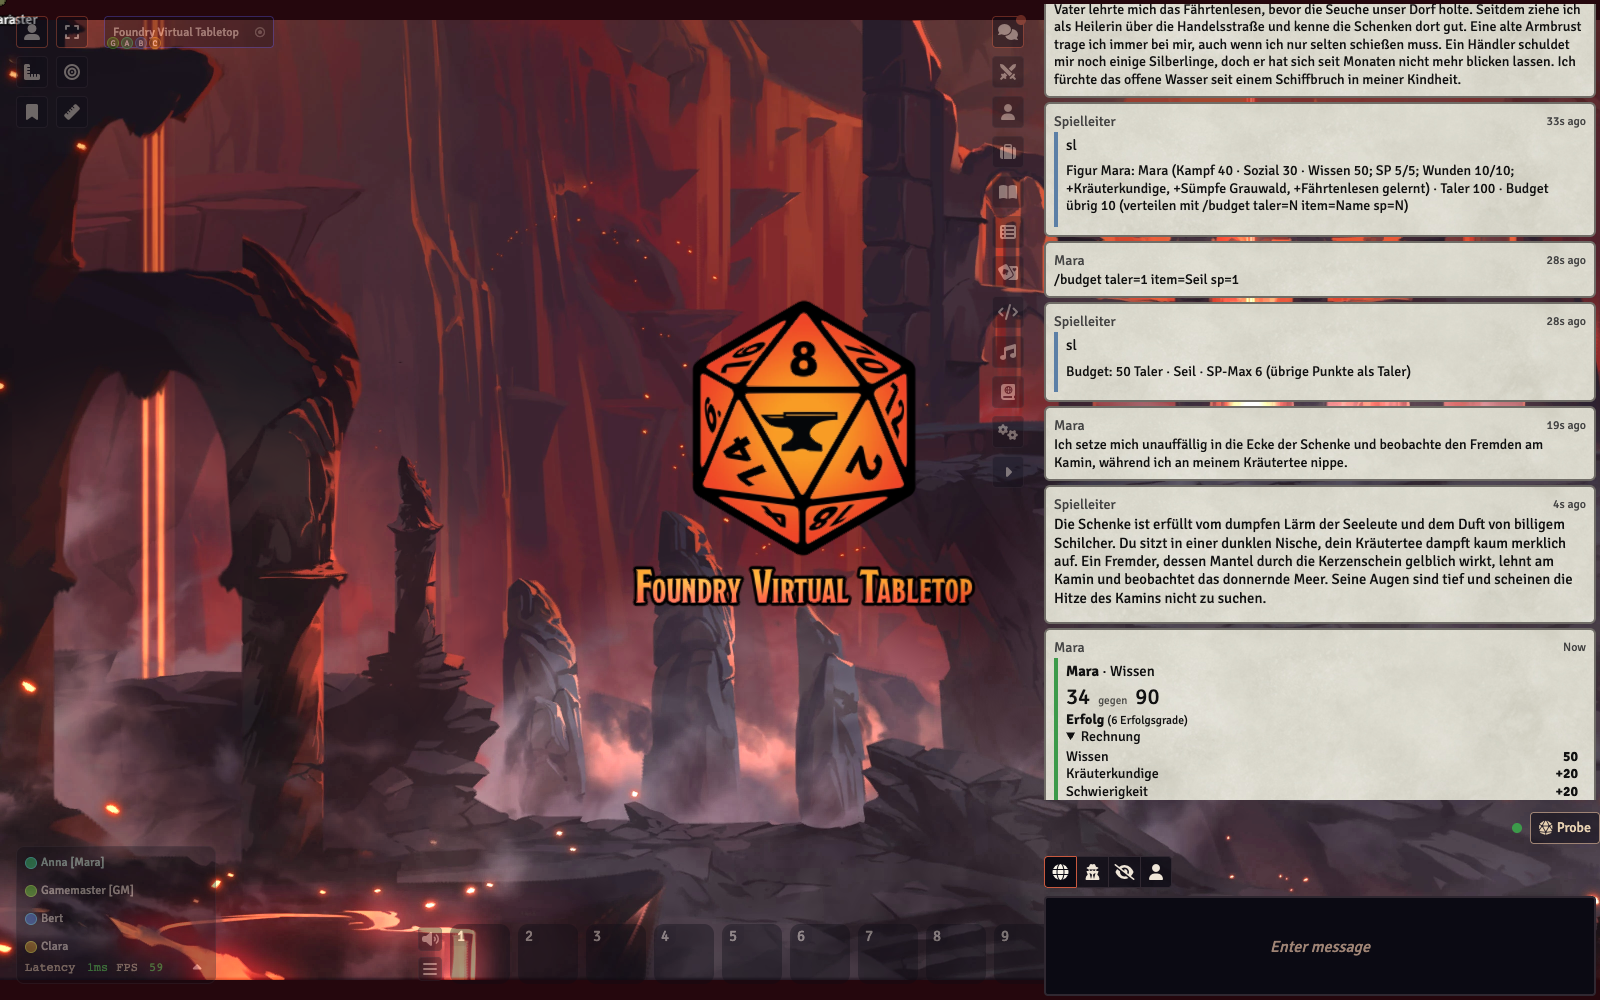 Foundry Virtual Tabletop
G A B C
Vater lehrte mich das Fährtenlesen, bevor die Seuche unser Dorf holte. Seitdem ziehe ich
als Heilerin über die Handelsstraße und kenne die Schenken dort gut. Eine alte Armbrust
trage ich immer bei mir, auch wenn ich nur selten schießen muss. Ein Händler schuldet
mir noch einige Silberlinge, doch er hat sich seit Monaten nicht mehr blicken lassen. Ich
fürchte das offene Wasser seit einem Schiffbruch in meiner Kindheit.
Spielleiter 33s ago
sl
Figur Mara: Mara (Kampf 40 · Sozial 30 · Wissen 50; SP 5/5; Wunden 10/10;
+Kräuterkundige, +Sümpfe Grauwald, +Fährtenlesen gelernt) · Taler 100 · Budget
übrig 10 (verteilen mit /budget taler=N item=Name sp=N)
Mara 28s ago
/budget taler=1 item=Seil sp=1
Spielleiter 28s ago
sl
Budget: 50 Taler · Seil · SP-Max 6 (übrige Punkte als Taler)
Mara 19s ago
Ich setze mich unauffällig in die Ecke der Schenke und beobachte den Fremden am
Kamin, während ich an meinem Kräutertee nippe.
Spielleiter 4s ago
Die Schenke ist erfüllt vom dumpfen Lärm der Seeleute und dem Duft von billigem
Schilcher. Du sitzt in einer dunklen Nische, dein Kräutertee dampft kaum merklich
auf. Ein Fremder, dessen Mantel durch die Kerzenschein gelblich wirkt, lehnt am
Kamin und beobachtet das donnernde Meer. Seine Augen sind tief und scheinen die
Hitze des Kamins nicht zu suchen.
Mara Now
Mara · Wissen
34 gegen 90
Erfolg (6 Erfolgsgrade)
▼ Rechnung
Wissen 50
Kräuterkundige +20
Schwierigkeit +20
Probe
Enter message
8
20
12
2
18
4
14
FOUNDRY VIRTUAL TABLETOP
Anna [Mara]
Gamemaster [GM]
Bert
Clara
Latency 1ms FPS 59
1 2 3 4 5 6 7 8 9